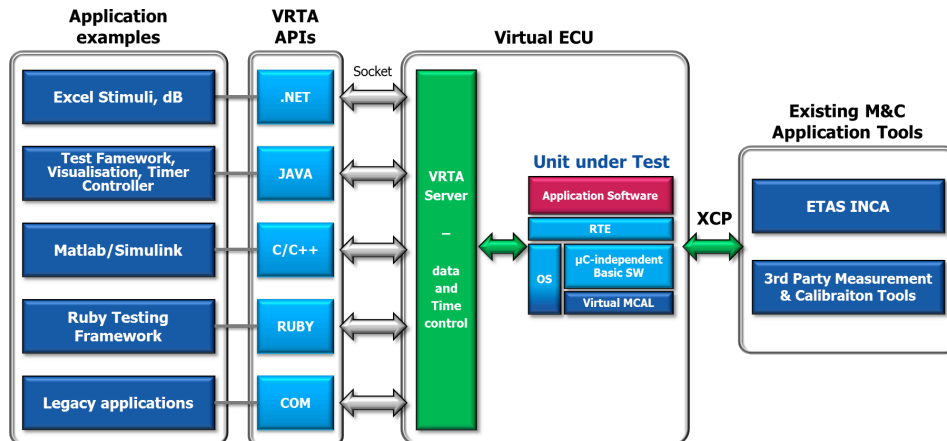 Application
examples
VRTA
APIs
Virtual ECU
Socket
Excel Stimuli, dB
.NET
Test Famework,
Visualisation, Timer
Controller
JAVA
Matlab/Simulink
C/C++
Ruby Testing
Framework
RUBY
Legacy applications
COM
VRTA
Server
–
data
and
Time
control
Unit under Test
Application Software
RTE
OS
µC-independent
Basic SW
Virtual MCAL
XCP
Existing M&C
Application Tools
ETAS INCA
3rd Party Measurement
& Calibraiton Tools